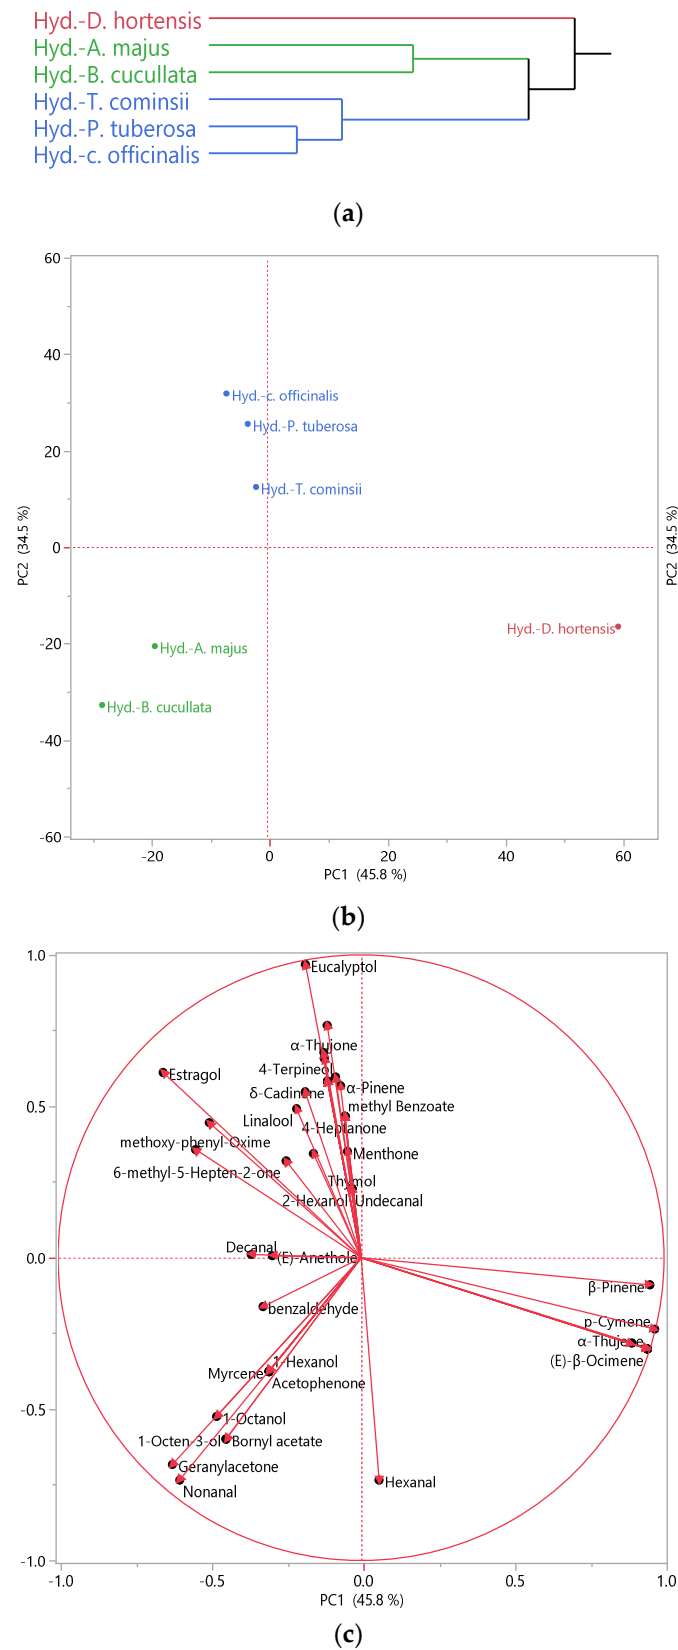 Hyd.-D. hortensis
Hyd.-A. majus
Hyd.-B. cucullata
Hyd.-T. cominsii
Hyd.-P. tuberosa
Hyd.-c. officinalis
(a)
60
40
20
0
-20
-40
-60
PC2 (34.5 %)
PC2 (34.5 %)
Hyd.-c. officinalis
Hyd.-P. tuberosa
Hyd.-T. cominsii
Hyd.-D. hortensis
Hyd.-A. majus
Hyd.-B. cucullata
-20 0 20 40 60
PC1 (45.8 %)
(b)
1.0
0.5
0.0
-0.5
-1.0
Eucalyptol
α-Thujone
4-Terpineol
Estragol
α-Pinene
δ-Cadinene
methyl Benzoate
Linalool
4-Heptanone
methoxy-phenyl-Oxime
Menthone
6-methyl-5-Hepten-2-one
Thymol
2-Hexanol Undecanal
Decanal
(E)-Anethole
β-Pinene
benzaldehyde
p-Cymene
α-Thujene
(E)-β-Ocimene
1-Hexanol
Myrcene
Acetophenone
1-Octanol
1-Octen-3-ol Bornyl acetate
Geranylacetone
Nonanal
Hexanal
-1.0 -0.5 0.0 0.5 1.0
PC1 (45.8 %)
(c)